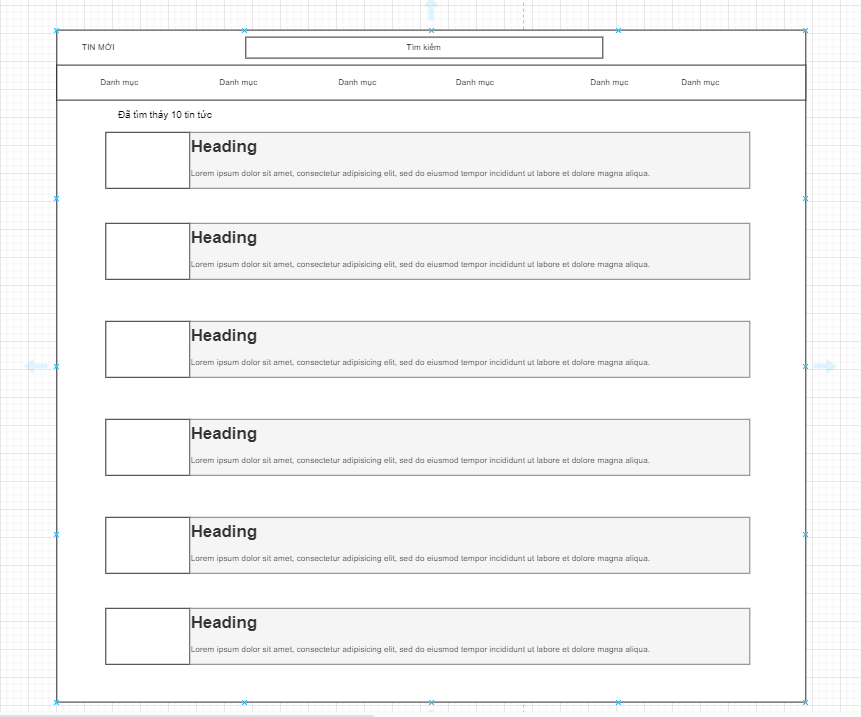 TIN MỚI
Tìm kiếm
Danh mục Danh mục Danh mục Danh mục Danh mục Danh mục
Đã tìm tháy 10 tin tức
Heading
Lorem ipsum dolor sit amet, consectetur adipisicing elit, sed do eiusmod tempor incididunt ut labore et dolore magna aliqua.
Heading
Lorem ipsum dolor sit amet, consectetur adipisicing elit, sed do eiusmod tempor incididunt ut labore et dolore magna aliqua.
Heading
Lorem ipsum dolor sit amet, consectetur adipisicing elit, sed do eiusmod tempor incididunt ut labore et dolore magna aliqua.
Heading
Lorem ipsum dolor sit amet, consectetur adipisicing elit, sed do eiusmod tempor incididunt ut labore et dolore magna aliqua.
Heading
Lorem ipsum dolor sit amet, consectetur adipisicing elit, sed do eiusmod tempor incididunt ut labore et dolore magna aliqua.
Heading
Lorem ipsum dolor sit amet, consectetur adipisicing elit, sed do eiusmod tempor incididunt ut labore et dolore magna aliqua.